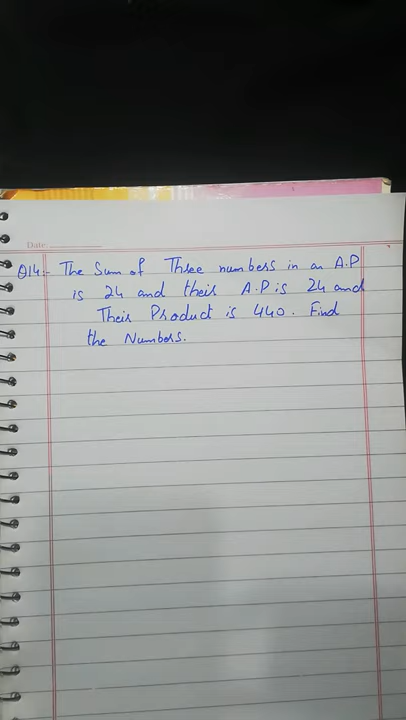 Date:
Q14:- The Sum of Three numbers in an A.P
is 24 and their A.P is 24 and
Their Product is 440. Find
the Numbers.